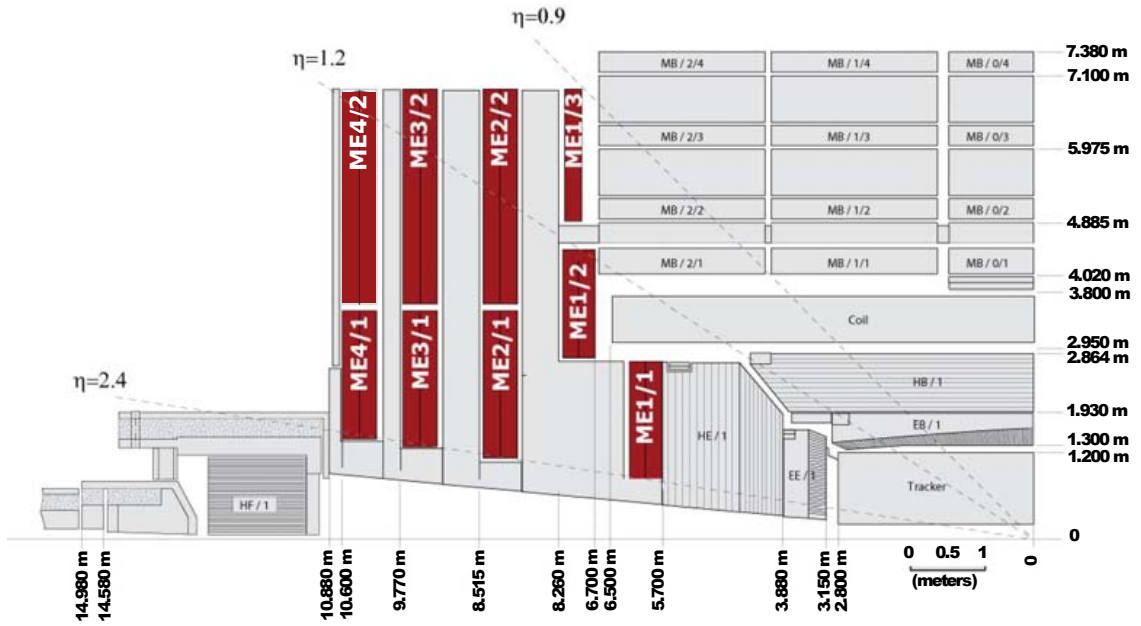 η=0.9
η=1.2
η=2.4
ME4/2
ME3/2
ME2/2
ME1/3
ME4/1
ME3/1
ME2/1
ME1/2
ME1/1
MB / 2/4
MB / 1/4
MB / 0/4
MB / 2/3
MB / 1/3
MB / 0/3
MB / 2/2
MB / 1/2
MB / 0/2
MB / 2/1
MB / 1/1
MB / 0/1
Coil
HB / 1
HE / 1
EB / 1
EE / 1
Tracker
HF / 1
7.380 m
7.100 m
5.975 m
4.885 m
4.020 m
3.800 m
2.950 m
2.864 m
1.930 m
1.300 m
1.200 m
0
14.980 m
14.580 m
10.880 m
10.600 m
9.770 m
8.515 m
8.260 m
6.700 m
6.500 m
5.700 m
3.880 m
3.150 m
2.800 m
0
0 0.5 1
(meters)